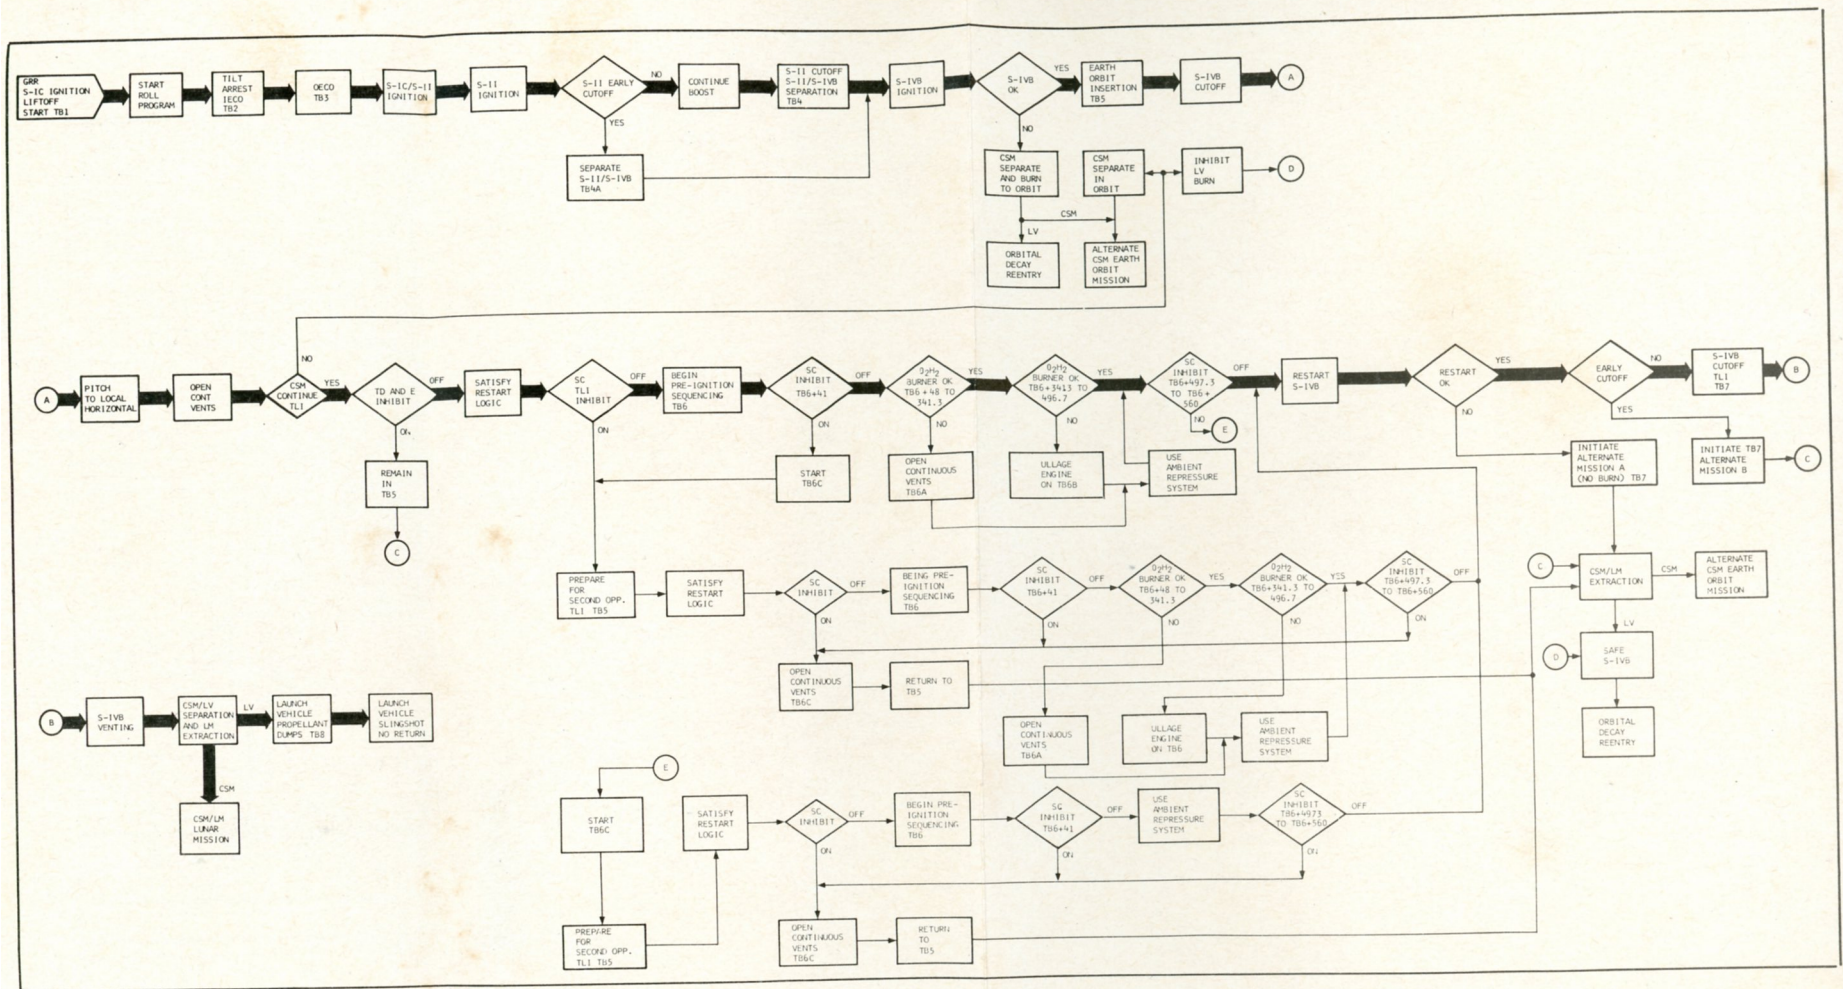 GRR
S-IC IGNITION
LIFTOFF
START TB1
START
ROLL
PROGRAM
TILT
ARREST
IECO
TB2
OECO
TB3
S-IC/S-II
IGNITION
S-II
IGNITION
S-II EARLY
CUTOFF
NO
YES
CONTINUE
BOOST
S-II CUTOFF
S-II/S-IVB
SEPARATION
TB4
S-IVB
IGNITION
S-IVB
OK
YES
NO
EARTH
ORBIT
INSERTION
TB5
S-IVB
CUTOFF
A
SEPARATE
S-II/S-IVB
TB4A
CSM
SEPARATE
AND BURN
TO ORBIT
CSM
SEPARATE
IN
ORBIT
INHIBIT
LV
BURN
D
CSM
LV
ORBITAL
DECAY
REENTRY
ALTERNATE
CSM EARTH
ORBIT
MISSION
A
PITCH
TO LOCAL
HORIZONTAL
OPEN
CONT
VENTS
NO
CSM
CONTINUE
TL1
YES
TD AND E
INHIBIT
OFF
ON
SATISFY
RESTART
LOGIC
SC
TL1
INHIBIT
OFF
ON
BEGIN
PRE-IGNITION
SEQUENCING
TB6
SC
INHIBIT
TB6+41
OFF
ON
O2H2
BURNER OK
TB6+48 TO
341.3
YES
NO
O2H2
BURNER OK
TB6+3413 TO
496.7
YES
NO
SC
INHIBIT
TB6+497.3
TO TB6+
560
OFF
NO
E
RESTART
S-IVB
RESTART
OK
YES
NO
EARLY
CUTOFF
NO
YES
S-IVB
CUTOFF
TL1
TB7
B
REMAIN
IN
TB5
C
START
TB6C
OPEN
CONTINUOUS
VENTS
TB6A
ULLAGE
ENGINE
ON TB6B
USE
AMBIENT
REPRESSURE
SYSTEM
INITIATE
ALTERNATE
MISSION A
(NO BURN) TB7
INITIATE TB7
ALTERNATE
MISSION B
C
PREPARE
FOR
SECOND OPP.
TL1 TB5
SATISFY
RESTART
LOGIC
SC
INHIBIT
OFF
ON
BEING PRE-
IGNITION
SEQUENCING
TB6
SC
INHIBIT
TB6+41
OFF
ON
O2H2
BURNER OK
TB6+48 TO
341.3
YES
NO
O2H2
BURNER OK
TB6+341.3 TO
496.7
YES
NO
SC
INHIBIT
TB6+497.3
TO TB6+560
OFF
ON
C
CSM/LM
EXTRACTION
CSM
ALTERNATE
CSM EARTH
ORBIT
MISSION
LV
D
SAFE
S-IVB
ORBITAL
DECAY
REENTRY
OPEN
CONTINUOUS
VENTS
TB6C
RETURN TO
TB5
OPEN
CONTINUOUS
VENTS
TB6A
ULLAGE
ENGINE
ON TB6
USE
AMBIENT
REPRESSURE
SYSTEM
B
S-IVB
VENTING
CSM/LV
SEPARATION
AND LM
EXTRACTION
LV
LAUNCH
VEHICLE
PROPELLANT
DUMPS TB8
LAUNCH
VEHICLE
SLINGSHOT
NO RETURN
CSM
CSM/LM
LUNAR
MISSION
E
START
TB6C
PREPARE
FOR
SECOND OPP.
TL1 TB5
SATISFY
RESTART
LOGIC
SC
INHIBIT
OFF
ON
BEGIN PRE-
IGNITION
SEQUENCING
TB6
SC
INHIBIT
TB6+41
OFF
ON
USE
AMBIENT
REPRESSURE
SYSTEM
SC
INHIBIT
TB6+4973
TO TB6+560
OFF
ON
OPEN
CONTINUOUS
VENTS
TB6C
RETURN
TO
TB5